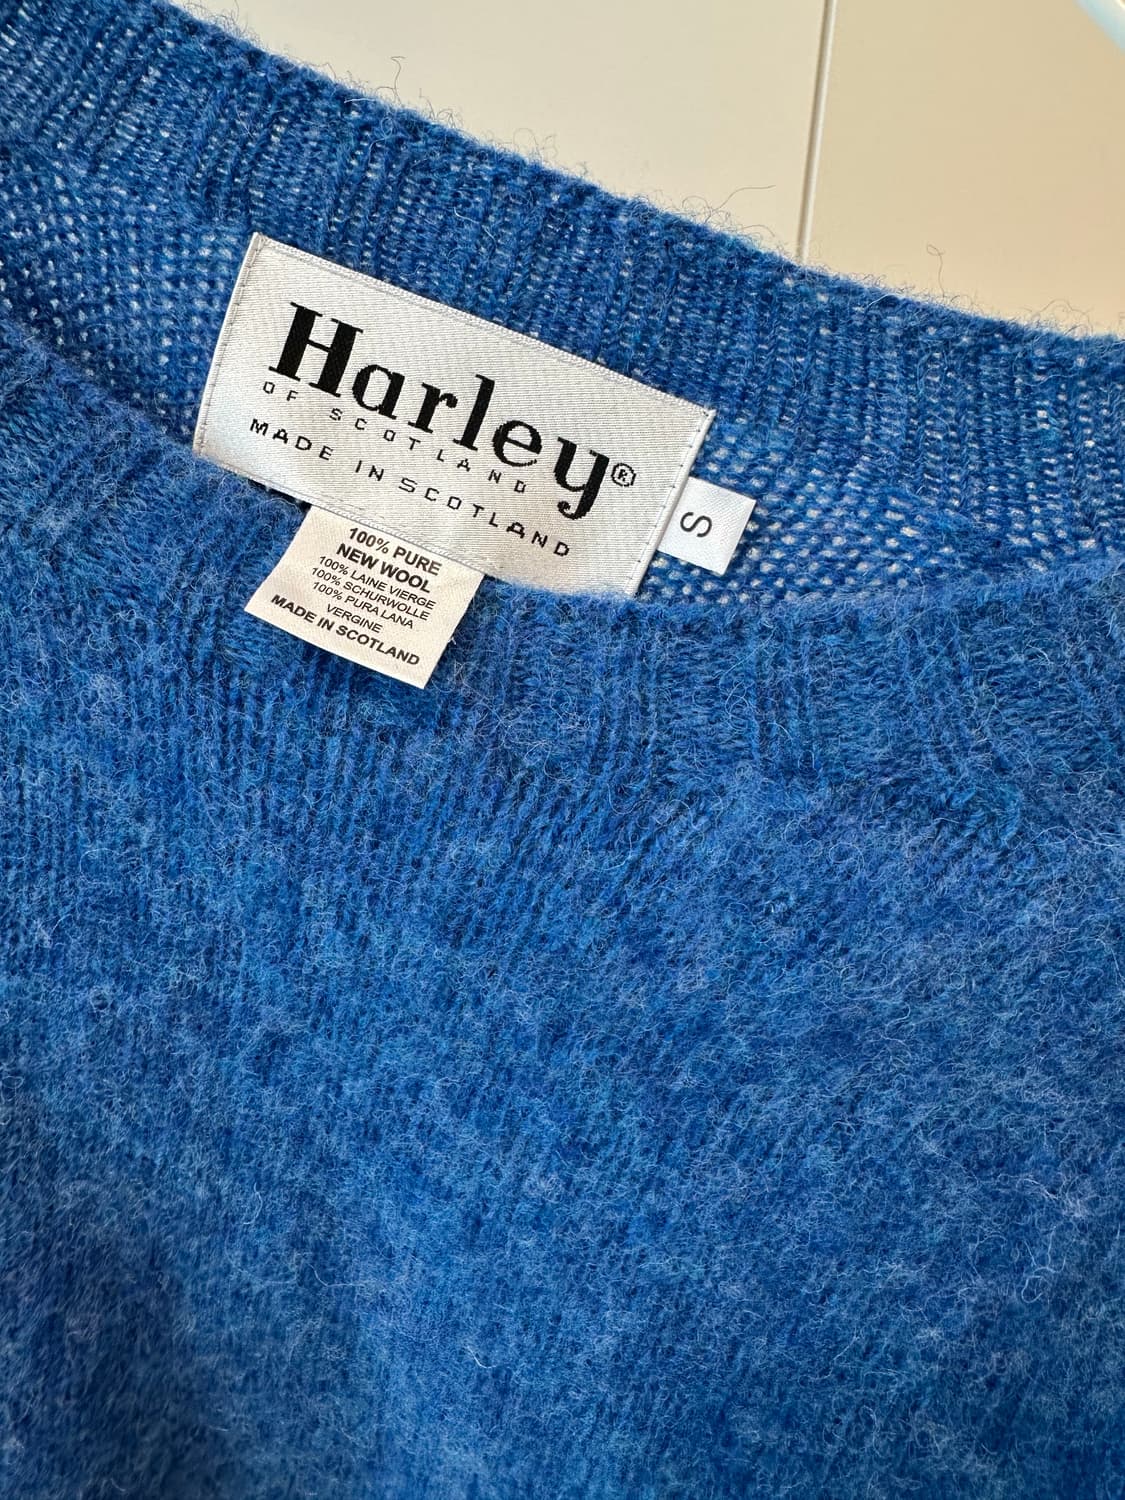 Harley®
OF SCOTLAND
MADE IN SCOTLAND
S
100% PURE
NEW WOOL
100% LAINE VIERGE
100% SCHURWOLLE
100% PURA LANA
VERGINE
MADE IN SCOTLAND